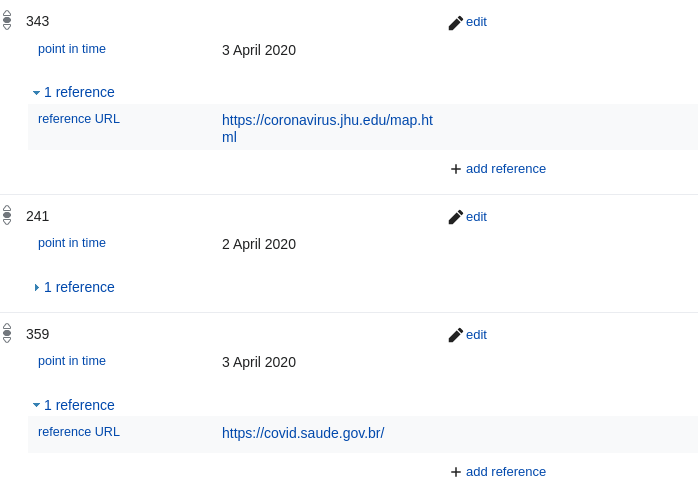 343
edit
point in time
3 April 2020
1 reference
reference URL
https://coronavirus.jhu.edu/map.ht
ml
+ add reference
241
edit
point in time
2 April 2020
1 reference
359
edit
point in time
3 April 2020
1 reference
reference URL
https://covid.saude.gov.br/
+ add reference